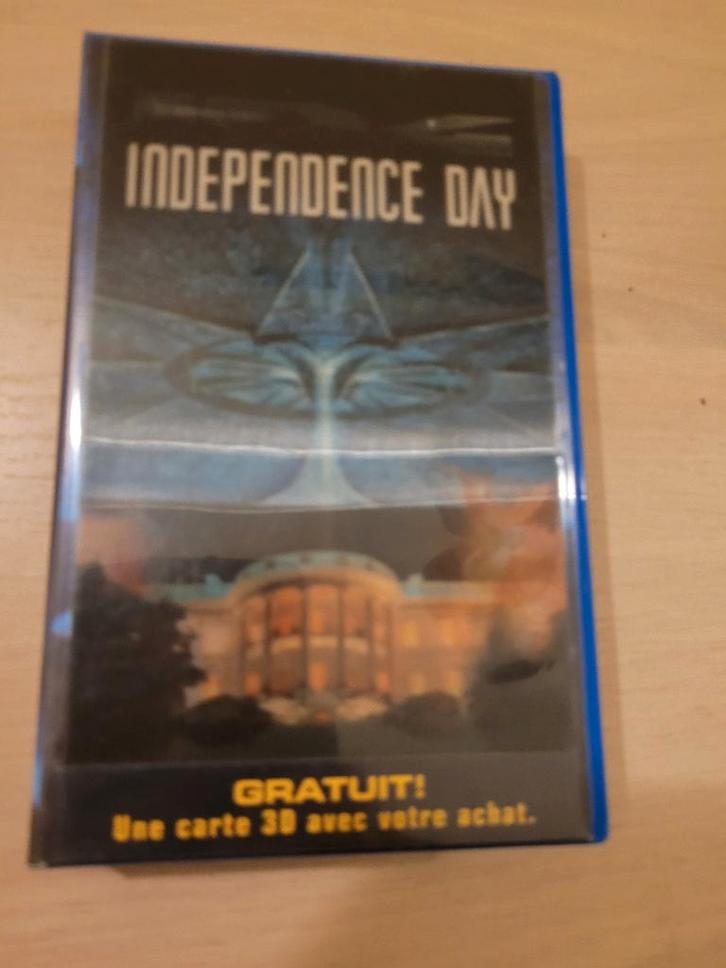 INDEPENDENCE DAY
GRATUIT!
Une carte 3D avec votre achat.